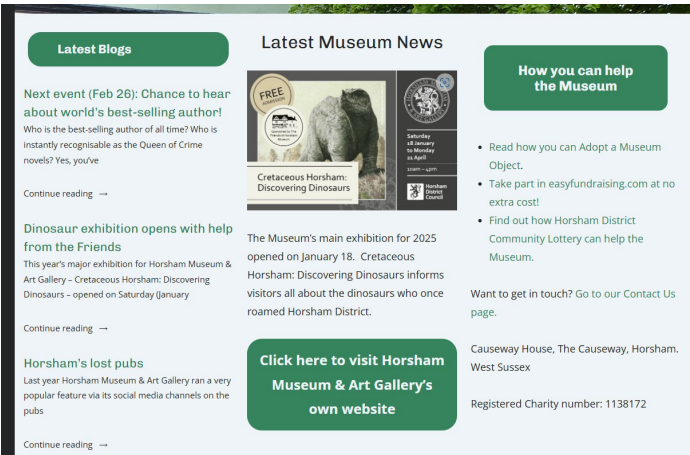 Latest Blogs
Next event (Feb 26): Chance to hear
about world's best-selling author!
Who is the best-selling author of all time? Who is
instantly recognisable as the Queen of Crime
novels? Yes, you've
Continue reading →
Dinosaur exhibition opens with help
from the Friends
This year's major exhibition for Horsham Museum &
Art Gallery – Cretaceous Horsham: Discovering
Dinosaurs – opened on Saturday (January
Continue reading →
Horsham's lost pubs
Last year Horsham Museum & Art Gallery ran a very
popular feature via its social media channels on the
pubs
Continue reading →
Latest Museum News
FREE
ADMISSION
Cretaceous Horsham:
Discovering Dinosaurs
Saturday
18 January
to Monday
21 April
10am – 4pm
Horsham
District
Council
The Museum's main exhibition for 2025
opened on January 18. Cretaceous
Horsham: Discovering Dinosaurs informs
visitors all about the dinosaurs who once
roamed Horsham District.
Click here to visit Horsham
Museum & Art Gallery's
own website
How you can help
the Museum
• Read how you can Adopt a Museum
Object.
• Take part in easyfundraising.com at no
extra cost!
• Find out how Horsham District
Community Lottery can help the
Museum.
Want to get in touch? Go to our Contact Us
page.
Causeway House, The Causeway, Horsham.
West Sussex
Registered Charity number: 1138172